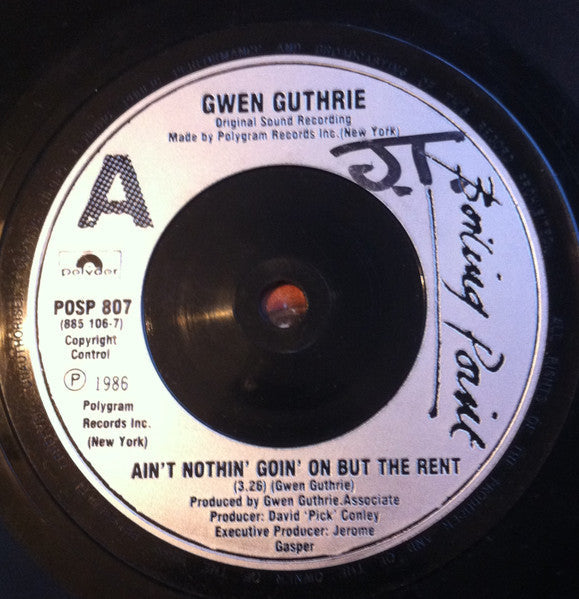 GWEN GUTHRIE
Original Sound Recording
Made by Polygram Records Inc.(New York)
J.T.
Boiling Point
A
polydor
POSP 807
(885 106-7)
Copyright
Control
Ⓟ 1986
Polygram
Records Inc.
(New York)
AIN'T NOTHIN' GOIN' ON BUT THE RENT
(3.26) (Gwen Guthrie)
Produced by Gwen Guthrie.Associate
Producer: David 'Pick' Conley
Executive Producer: Jerome
Gasper